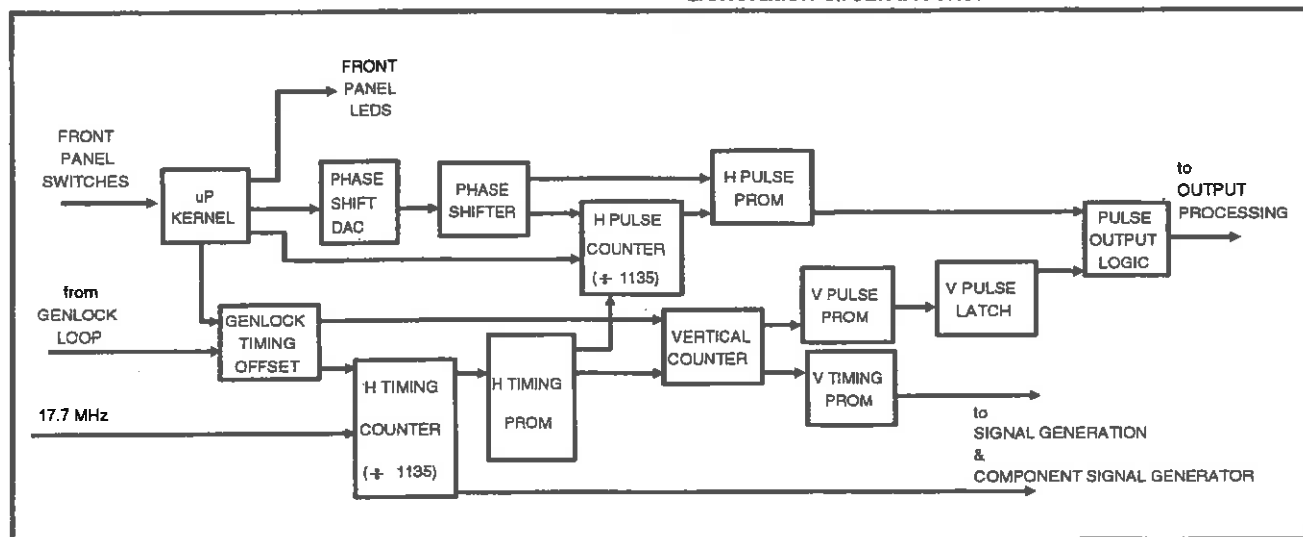 FRONT
PANEL
LEDS
FRONT
PANEL
SWITCHES
uP
KERNEL
PHASE
SHIFT
DAC
PHASE
SHIFTER
H PULSE
PROM
H PULSE
COUNTER
(÷ 1135)
to
OUTPUT
PROCESSING
PULSE
OUTPUT
LOGIC
from
GENLOCK
LOOP
GENLOCK
TIMING
OFFSET
VERTICAL
COUNTER
V PULSE
PROM
V PULSE
LATCH
17.7 MHz
H TIMING
COUNTER
(÷ 1135)
H TIMING
PROM
V TIMING
PROM
to
SIGNAL GENERATION
&
COMPONENT SIGNAL GENERATOR